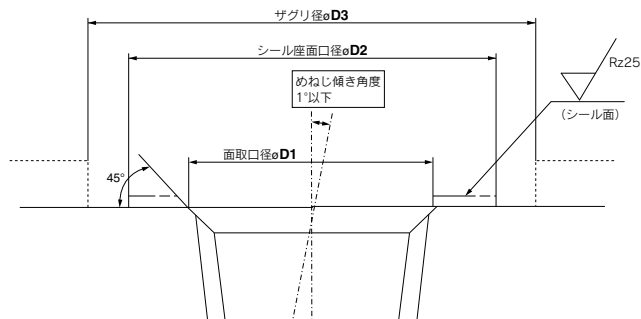 ザグリ径øD3
シール座面口径øD2
Rz25
めねじ傾き角度
1°以下
(シール面)
面取口径øD1
45°